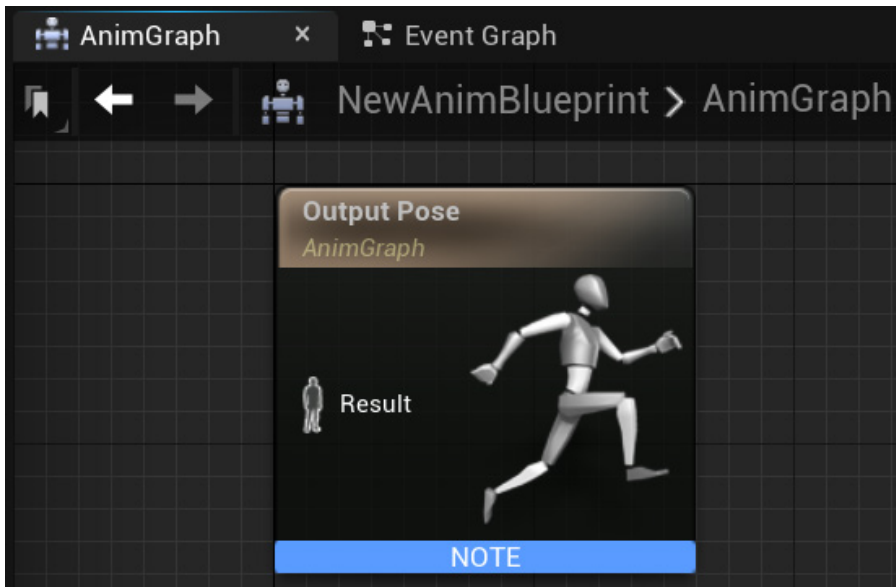 AnimGraph
Event Graph
NewAnimBlueprint > AnimGraph
Output Pose
AnimGraph
Result
NOTE